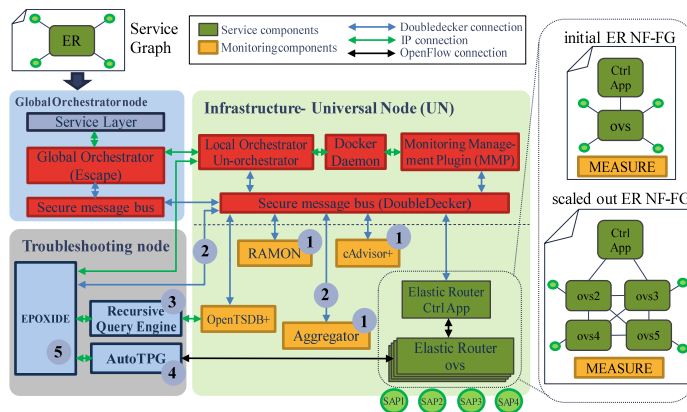 ER
Service
Graph
Service components
Monitoring components
Doubledecker connection
IP connection
OpenFlow connection
Global Orchestrator node
Service Layer
Global Orchestrator
(Escape)
Secure message bus
Infrastructure- Universal Node (UN)
Local Orchestrator
Un-orchestrator
Docker
Daemon
Monitoring Manage-
ment Plugin (MMP)
Secure message bus (DoubleDecker)
2
RAMON
1
cAdvisor+
1
2
Troubleshooting node
EPOXIDE
5
Recursive
Query Engine
3
AutoTPG
4
OpenTSDB+
Aggregator
1
Elastic Router
Ctrl App
Elastic Router
ovs
SAP1
SAP2
SAP3
SAP4
initial ER NF-FG
Ctrl
App
ovs
MEASURE
scaled out ER NF-FG
Ctrl
App
ovs2
ovs3
ovs4
ovs5
MEASURE